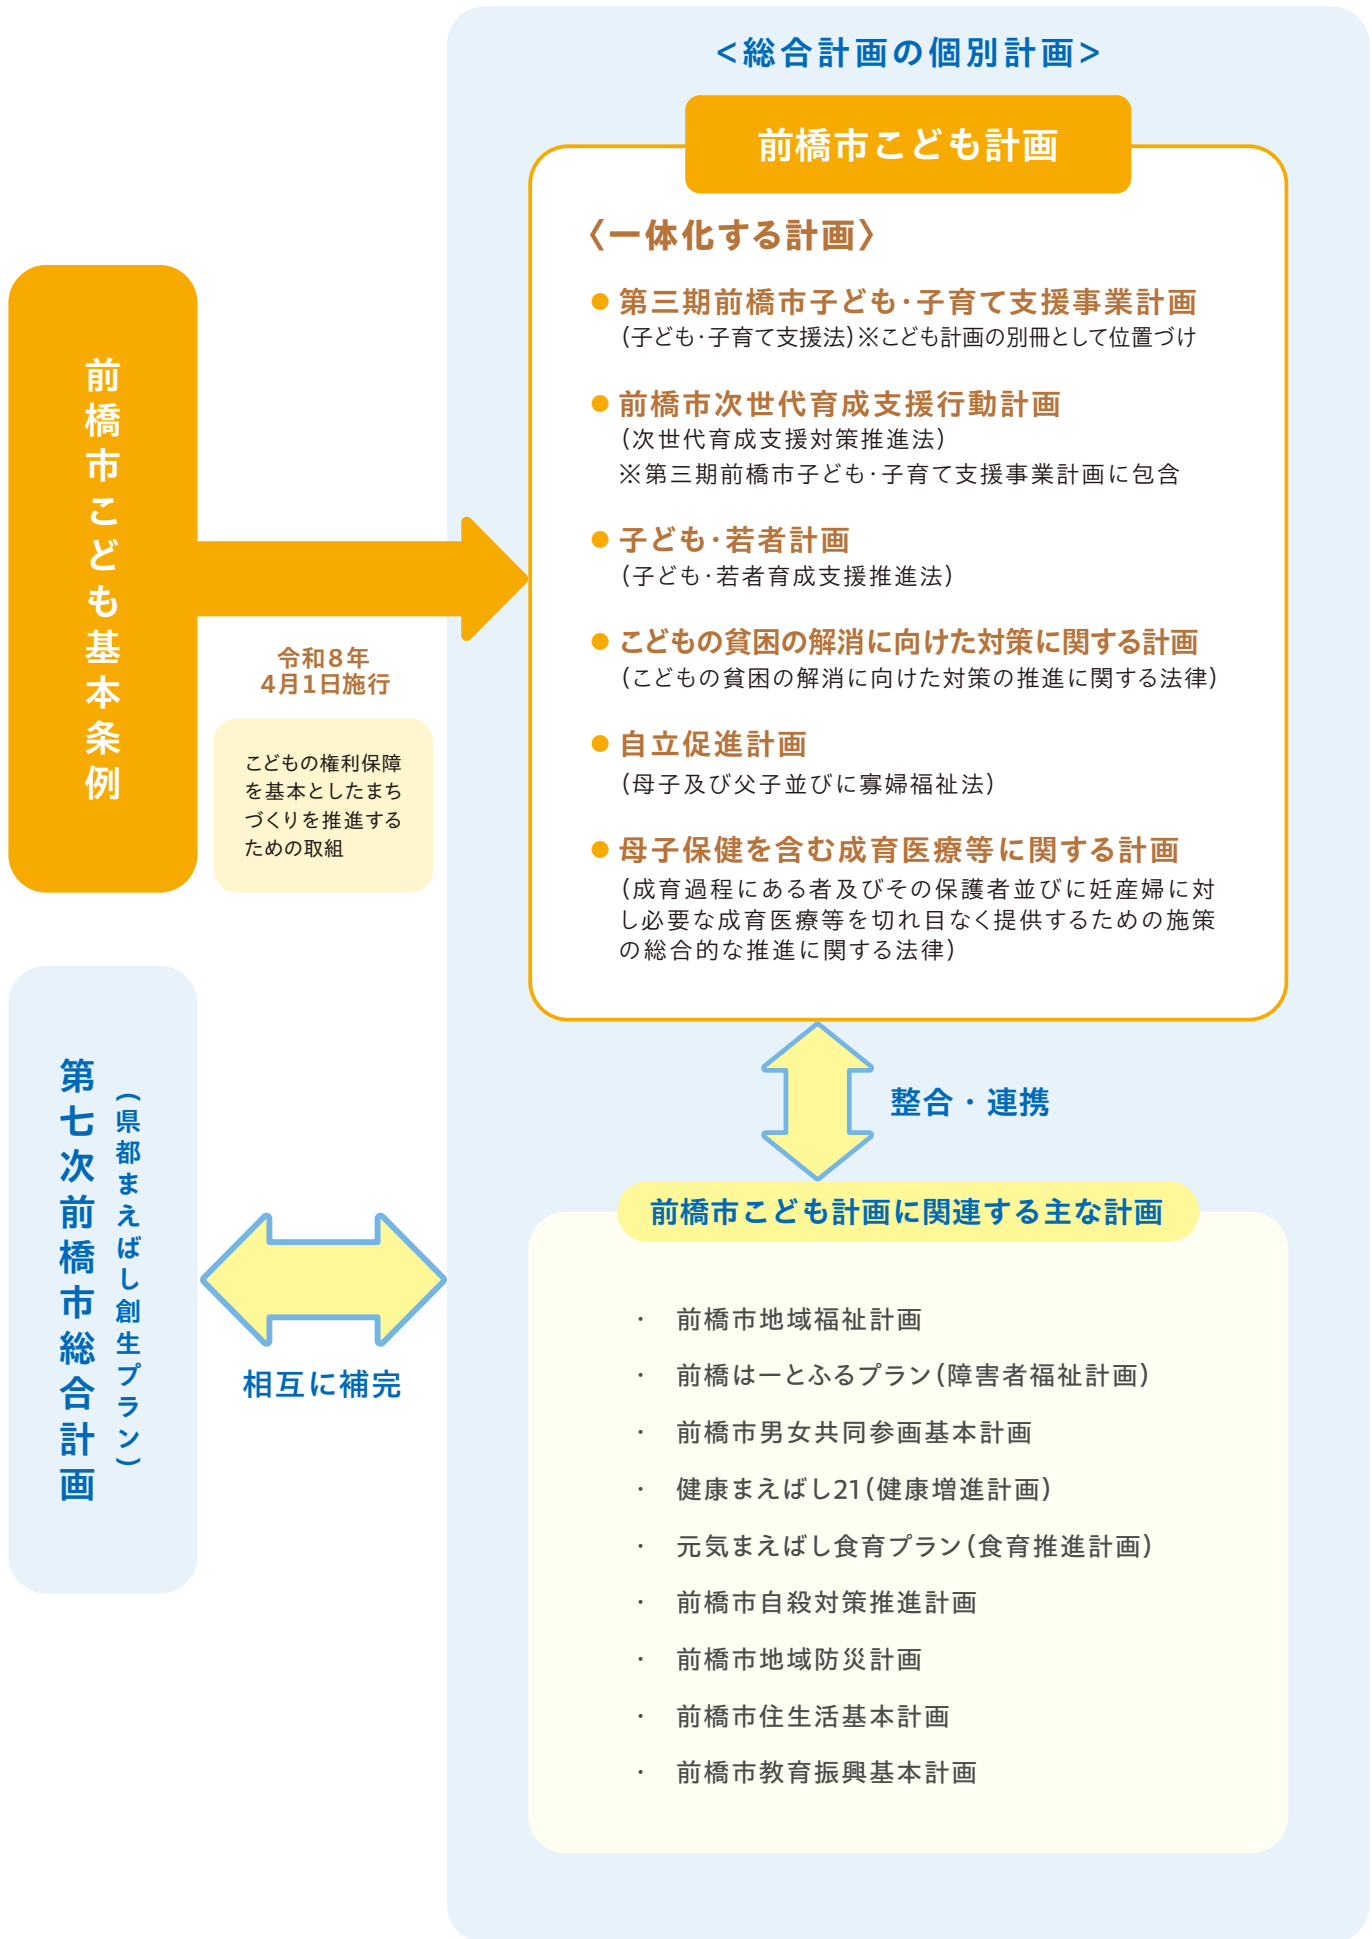 <総合計画の個別計画>
前橋市こども計画
〈一体化する計画〉
●第三期前橋市子ども・子育て支援事業計画
(子ども・子育て支援法)※こども計画の別冊として位置づけ
●前橋市次世代育成支援行動計画
(次世代育成支援対策推進法)
※第三期前橋市子ども・子育て支援事業計画に包含
●子ども・若者計画
(子ども・若者育成支援推進法)
●こどもの貧困の解消に向けた対策に関する計画
(こどもの貧困の解消に向けた対策の推進に関する法律)
●自立促進計画
(母子及び父子並びに寡婦福祉法)
●母子保健を含む成育医療等に関する計画
(成育過程にある者及びその保護者並びに妊産婦に対
し必要な成育医療等を切れ目なく提供するための施策
の総合的な推進に関する法律)
前橋市こども基本条例
令和8年
4月1日施行
こどもの権利保障
を基本としたまち
づくりを推進する
ための取組
整合・連携
第七次前橋市総合計画
(県都まえばし創生プラン)
相互に補完
前橋市こども計画に関連する主な計画
・ 前橋市地域福祉計画
・ 前橋はーとふるプラン(障害者福祉計画)
・ 前橋市男女共同参画基本計画
・ 健康まえばし21(健康増進計画)
・ 元気まえばし食育プラン(食育推進計画)
・ 前橋市自殺対策推進計画
・ 前橋市地域防災計画
・ 前橋市住生活基本計画
・ 前橋市教育振興基本計画